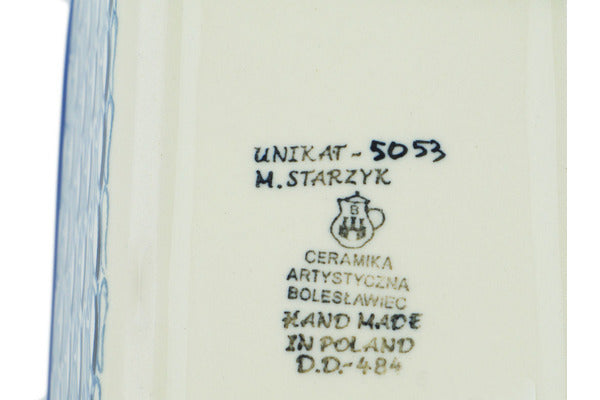 UNIKAT - 5053
M. STARZYK
B
CERAMIKA
ARTYSTYCZNA
BOLESŁAWIEC
HAND MADE
IN POLAND
D.D.-484